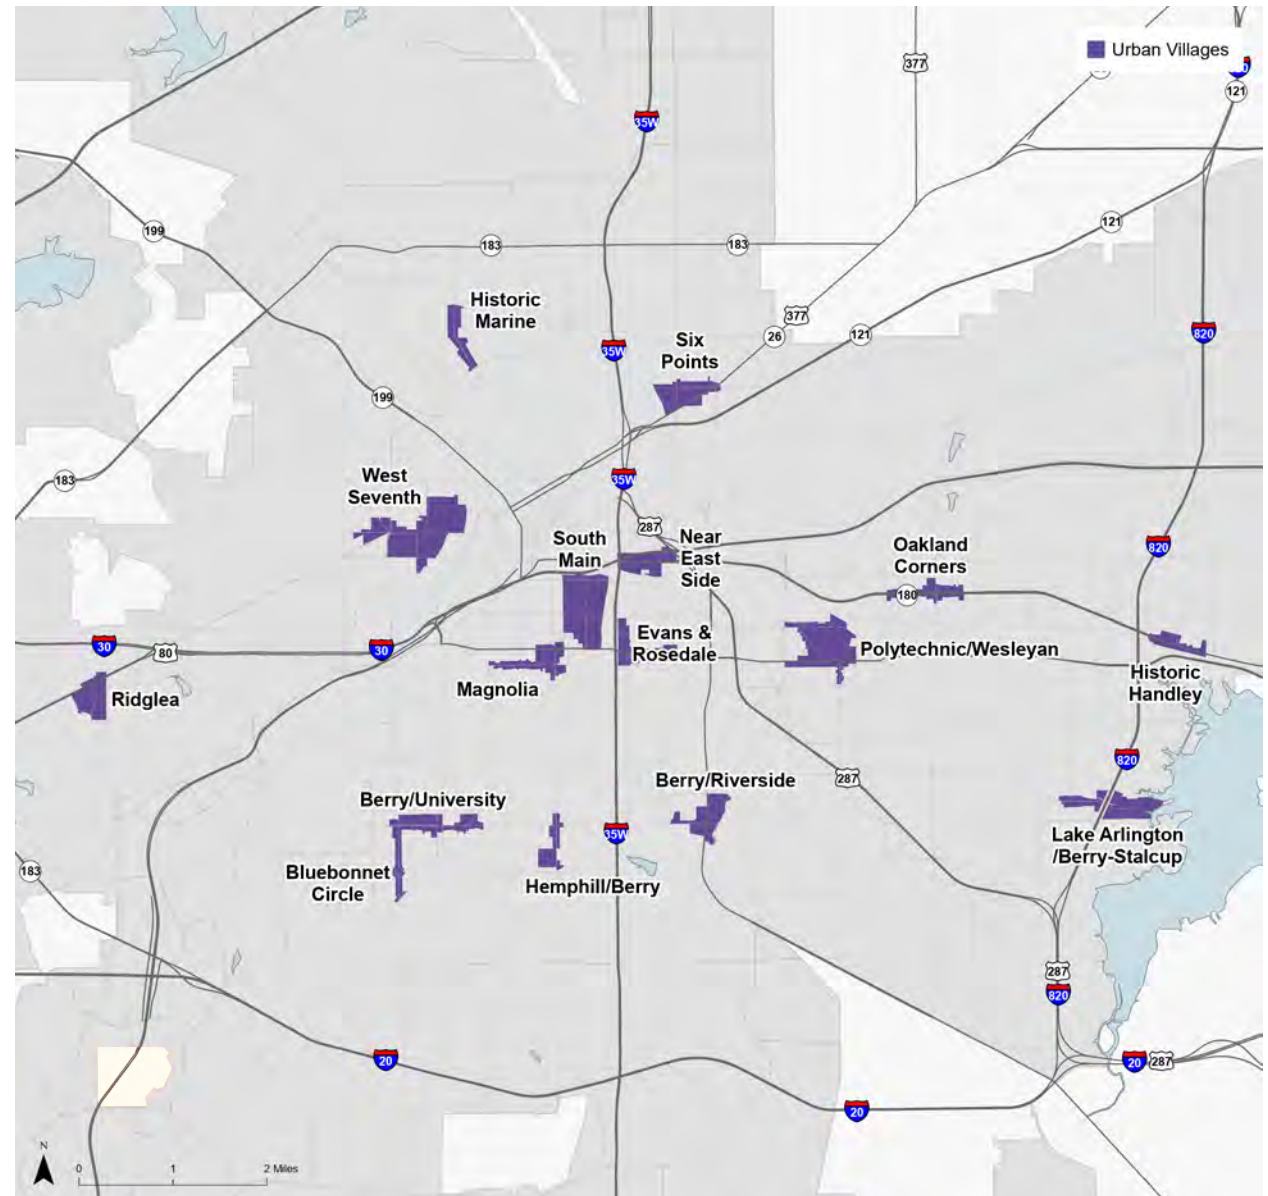 Urban Villages
377
121
35W
199
121
183
183
Historic
Marine
377
26
121
820
35W
Six
Points
199
183
West
Seventh
35W
287
South
Main
Near
East
Side
Oakland
Corners
820
180
Evans &
Rosedale
Polytechnic/Wesleyan
30
80
30
Magnolia
Historic
Handley
Ridglea
820
Berry/Riverside
287
Berry/University
35W
Lake Arlington
/Berry-Stalcup
183
Bluebonnet
Circle
Hemphill/Berry
287
820
20
20
287
20
N
0
1
2 Miles